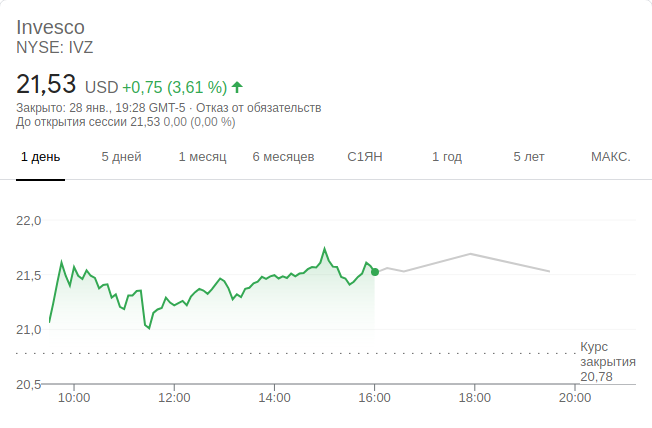 Invesco
NYSE: IVZ
21,53 USD +0,75 (3,61 %)
Закрыто: 28 янв., 19:28 GMT-5 · Отказ от обязательств
До открытия сессии 21,53 0,00 (0,00 %)
1 день 5 дней 1 месяц 6 месяцев С1ЯН 1 год 5 лет МАКС.
22,0
21,5
21,0
Курс
закрытия
20,78
20,5
10:00 12:00 14:00 16:00 18:00 20:00